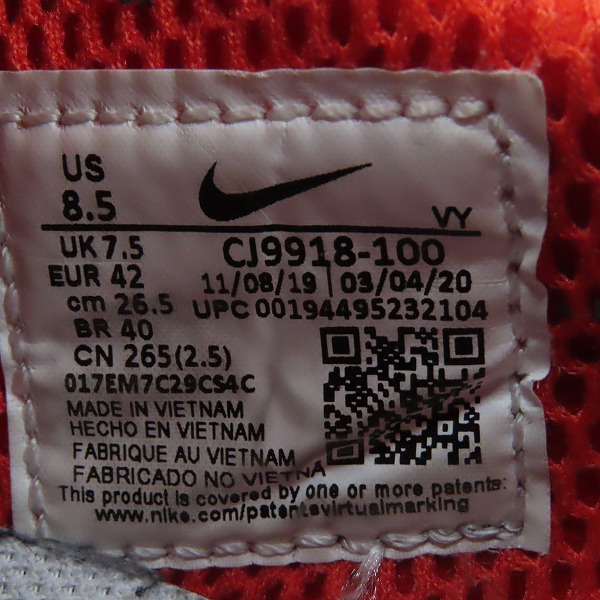 US
8.5
VY
UK 7.5
CJ9918-100
EUR 42
11/08/19 | 03/04/20
cm 26.5
UPC 00194495232104
BR 40
CN 265(2.5)
017EM7C29CS4C
MADE IN VIETNAM
HECHO EN VIETNAM
FABRIQUE AU VIETNAM
FABRICADO NO VIETNA
This product is covered by one or more patents:
www.nike.com/patentsvirtualmarking